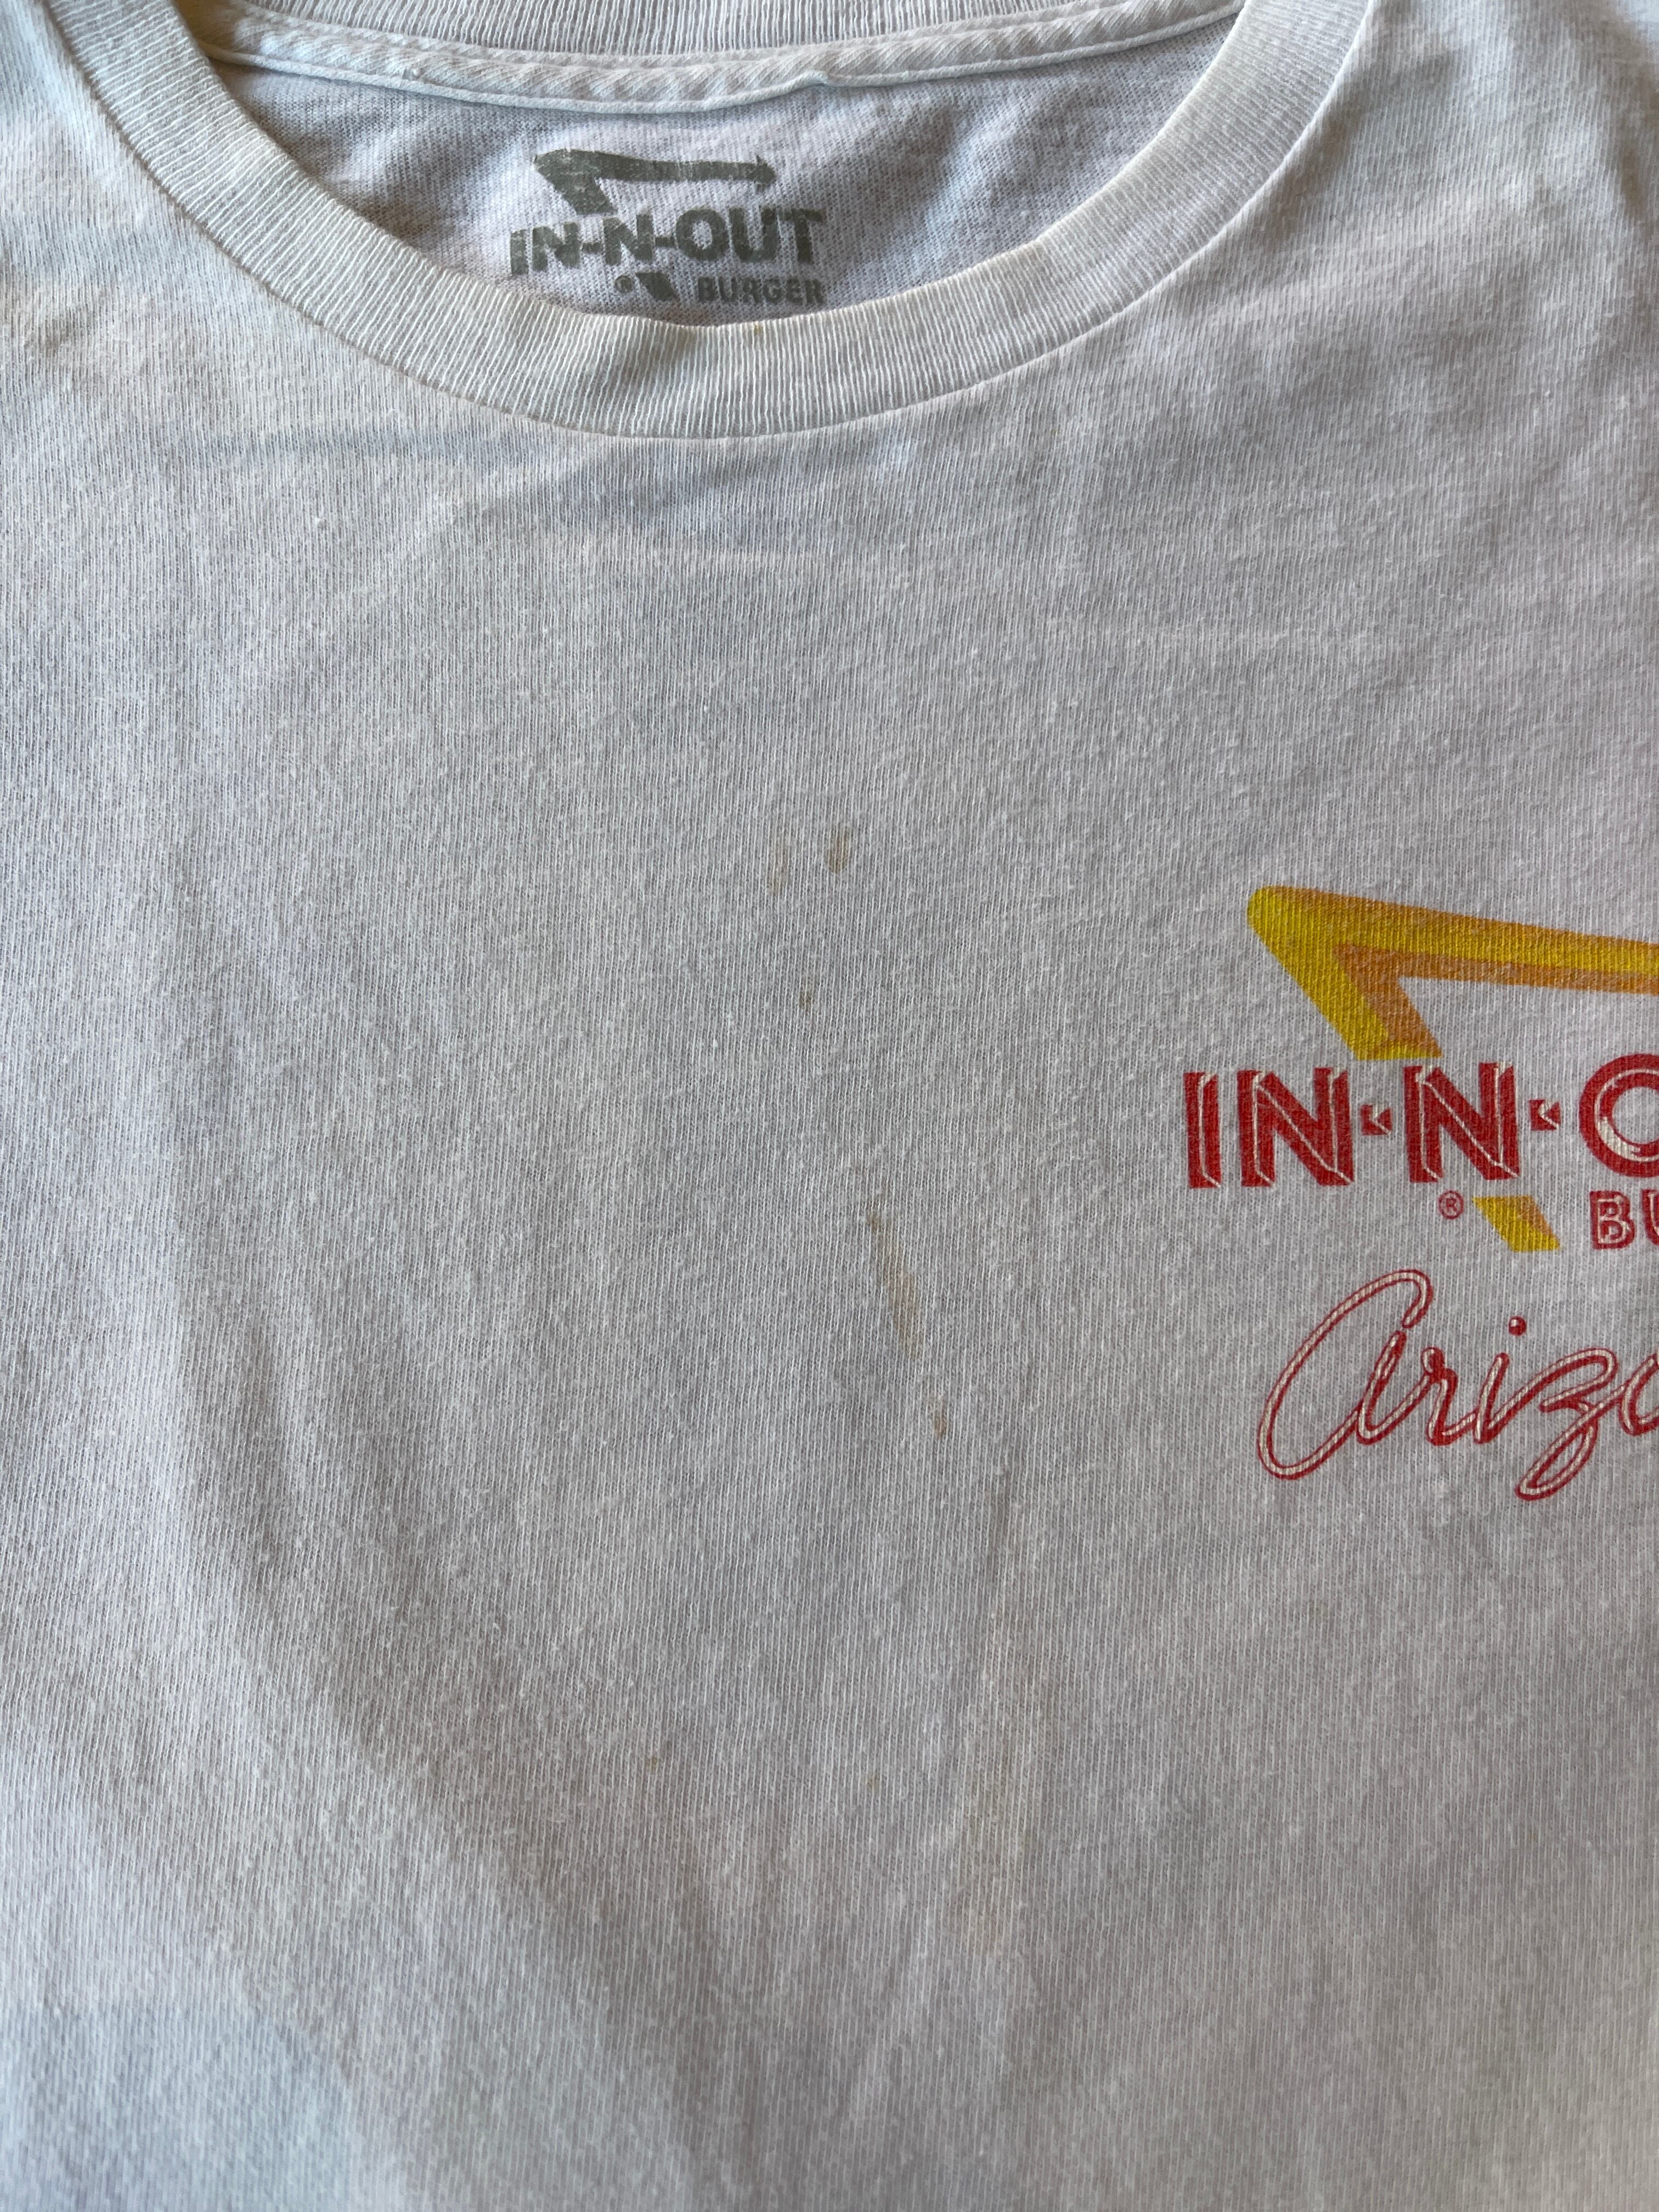 IN-N-OUT
® BURGER
IN·N·O
® BU
Ariz